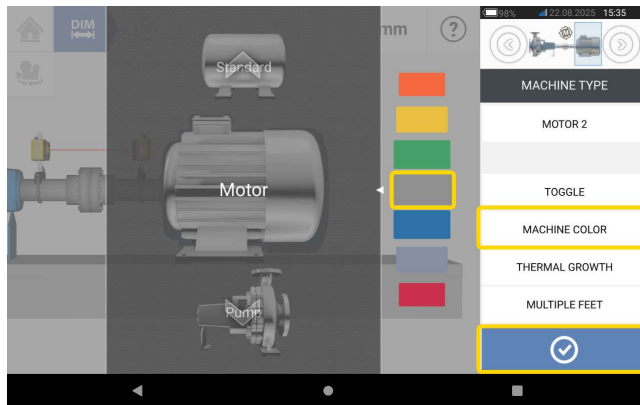 98% 22.08.2025 15:35
DIM
mm
?
Standard
Motor
Pump
MACHINE TYPE
MOTOR 2
TOGGLE
MACHINE COLOR
THERMAL GROWTH
MULTIPLE FEET